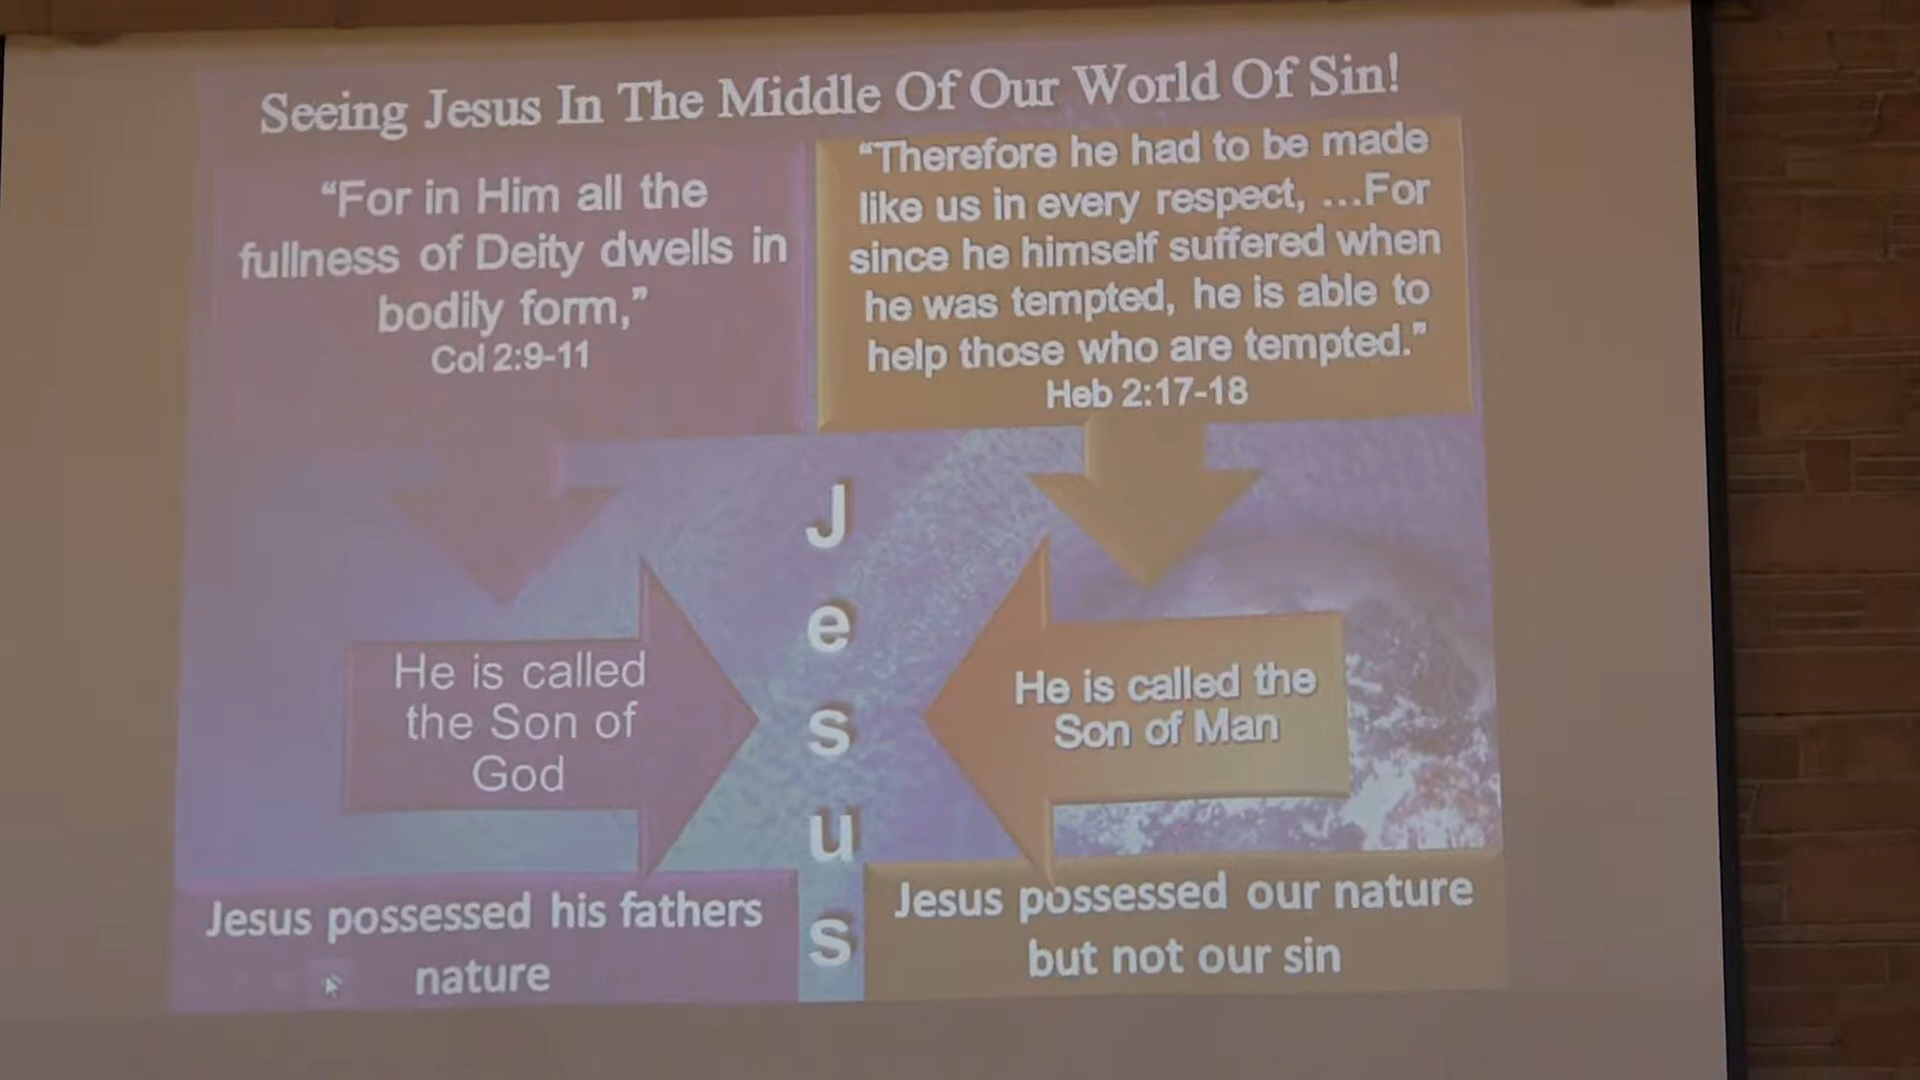 Seeing Jesus In The Middle Of Our World Of Sin!
“For in Him all the
fullness of Deity dwells in
bodily form,”
Col 2:9-11
“Therefore he had to be made
like us in every respect, ...For
since he himself suffered when
he was tempted, he is able to
help those who are tempted.”
Heb 2:17-18
He is called
the Son of
God
J
e
s
u
s
He is called the
Son of Man
Jesus possessed his fathers
nature
Jesus possessed our nature
but not our sin